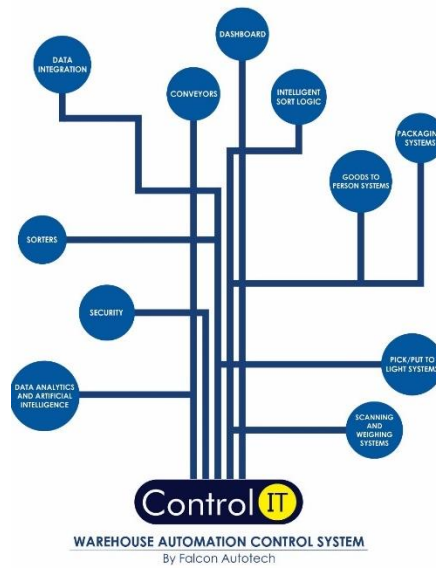 DASHBOARD
DATA
INTEGRATION
CONVEYORS
INTELLIGENT
SORT LOGIC
PACKAGING
SYSTEMS
GOODS TO
PERSON SYSTEMS
SORTERS
SECURITY
PICK/PUT TO
LIGHT SYSTEMS
DATA ANALYTICS
AND ARTIFICIAL
INTELLIGENCE
SCANNING
AND
WEIGHING
SYSTEMS
Control IT
WAREHOUSE AUTOMATION CONTROL SYSTEM
By Falcon Autotech